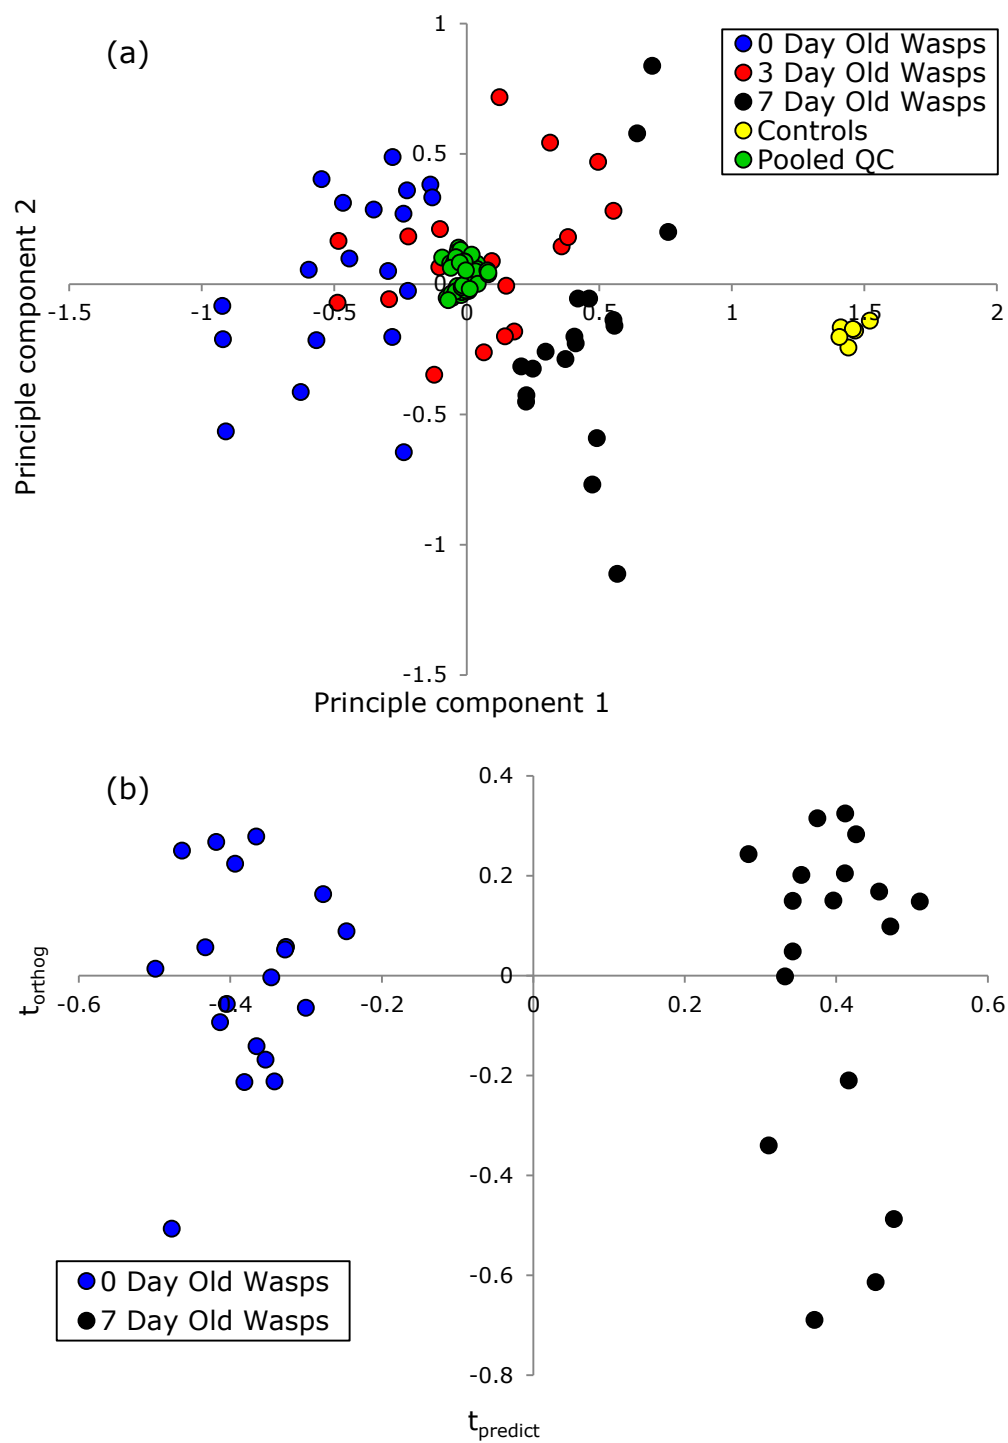 (a)
1
0.5
0
-0.5
-1
-1.5
-1.5
-1
-0.5
0
0.5
1
1.5
2
Principle component 2
Principle component 1
0 Day Old Wasps
3 Day Old Wasps
7 Day Old Wasps
Controls
Pooled QC
(b)
0.4
0.2
0
-0.2
-0.4
-0.6
-0.8
-0.6
-0.4
-0.2
0
0.2
0.4
0.6
t_orthog
0 Day Old Wasps
7 Day Old Wasps
t_predict